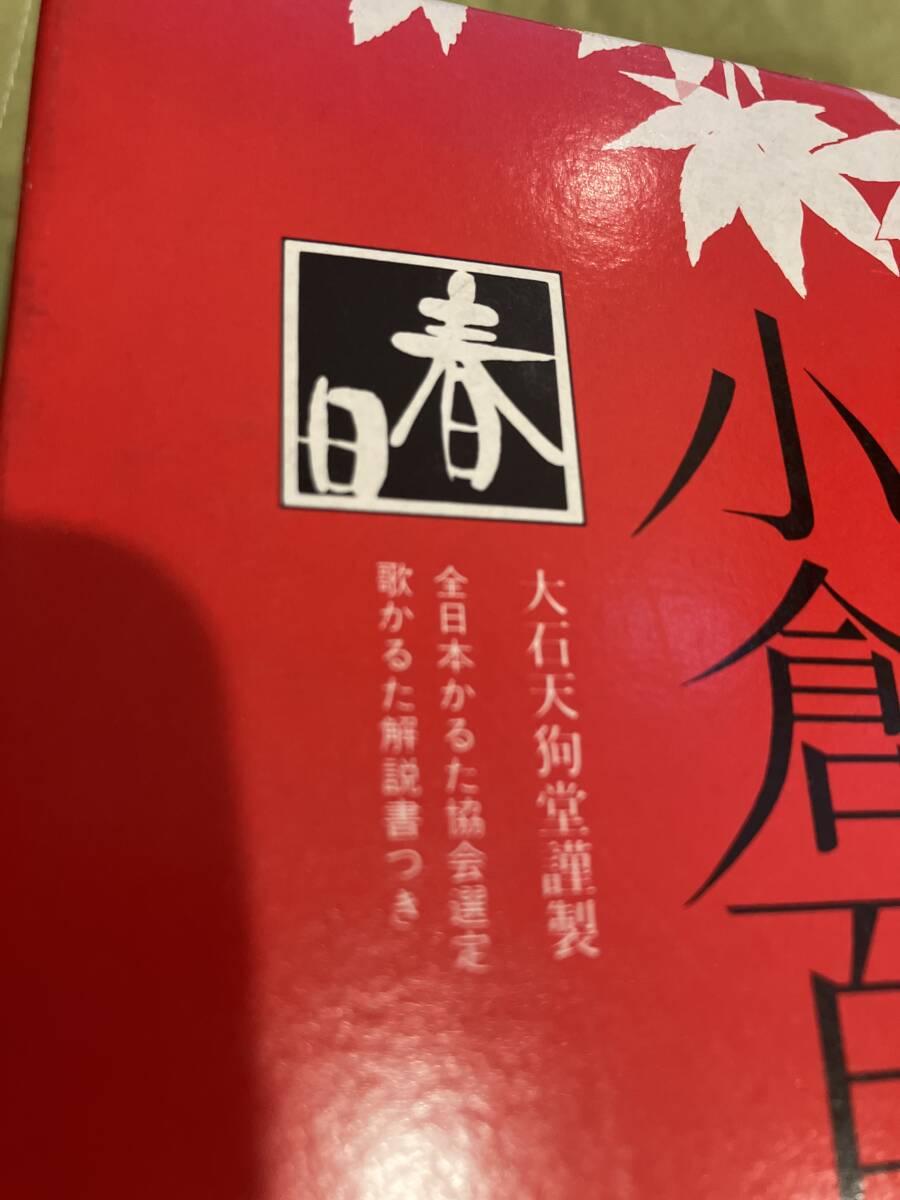 小倉百
春日
大石天狗堂謹製
全日本かるた協会選定
歌かるた解説書つき